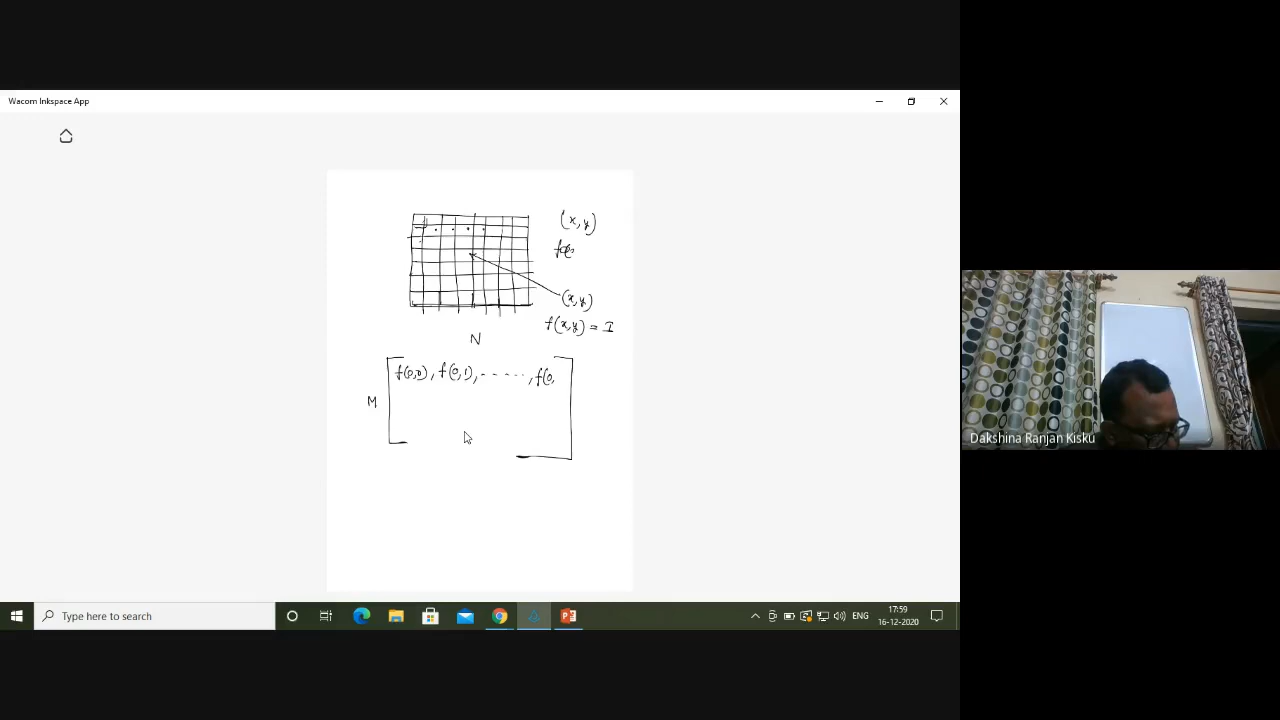 Wacom Inkspace App
(x,y)
(x,y)
f(x,y) = I
N
f(0,0), f(0,1), ······, f(0,
M
Dakshina Ranjan Kisku
Type here to search
ENG
17:59
16-12-2020